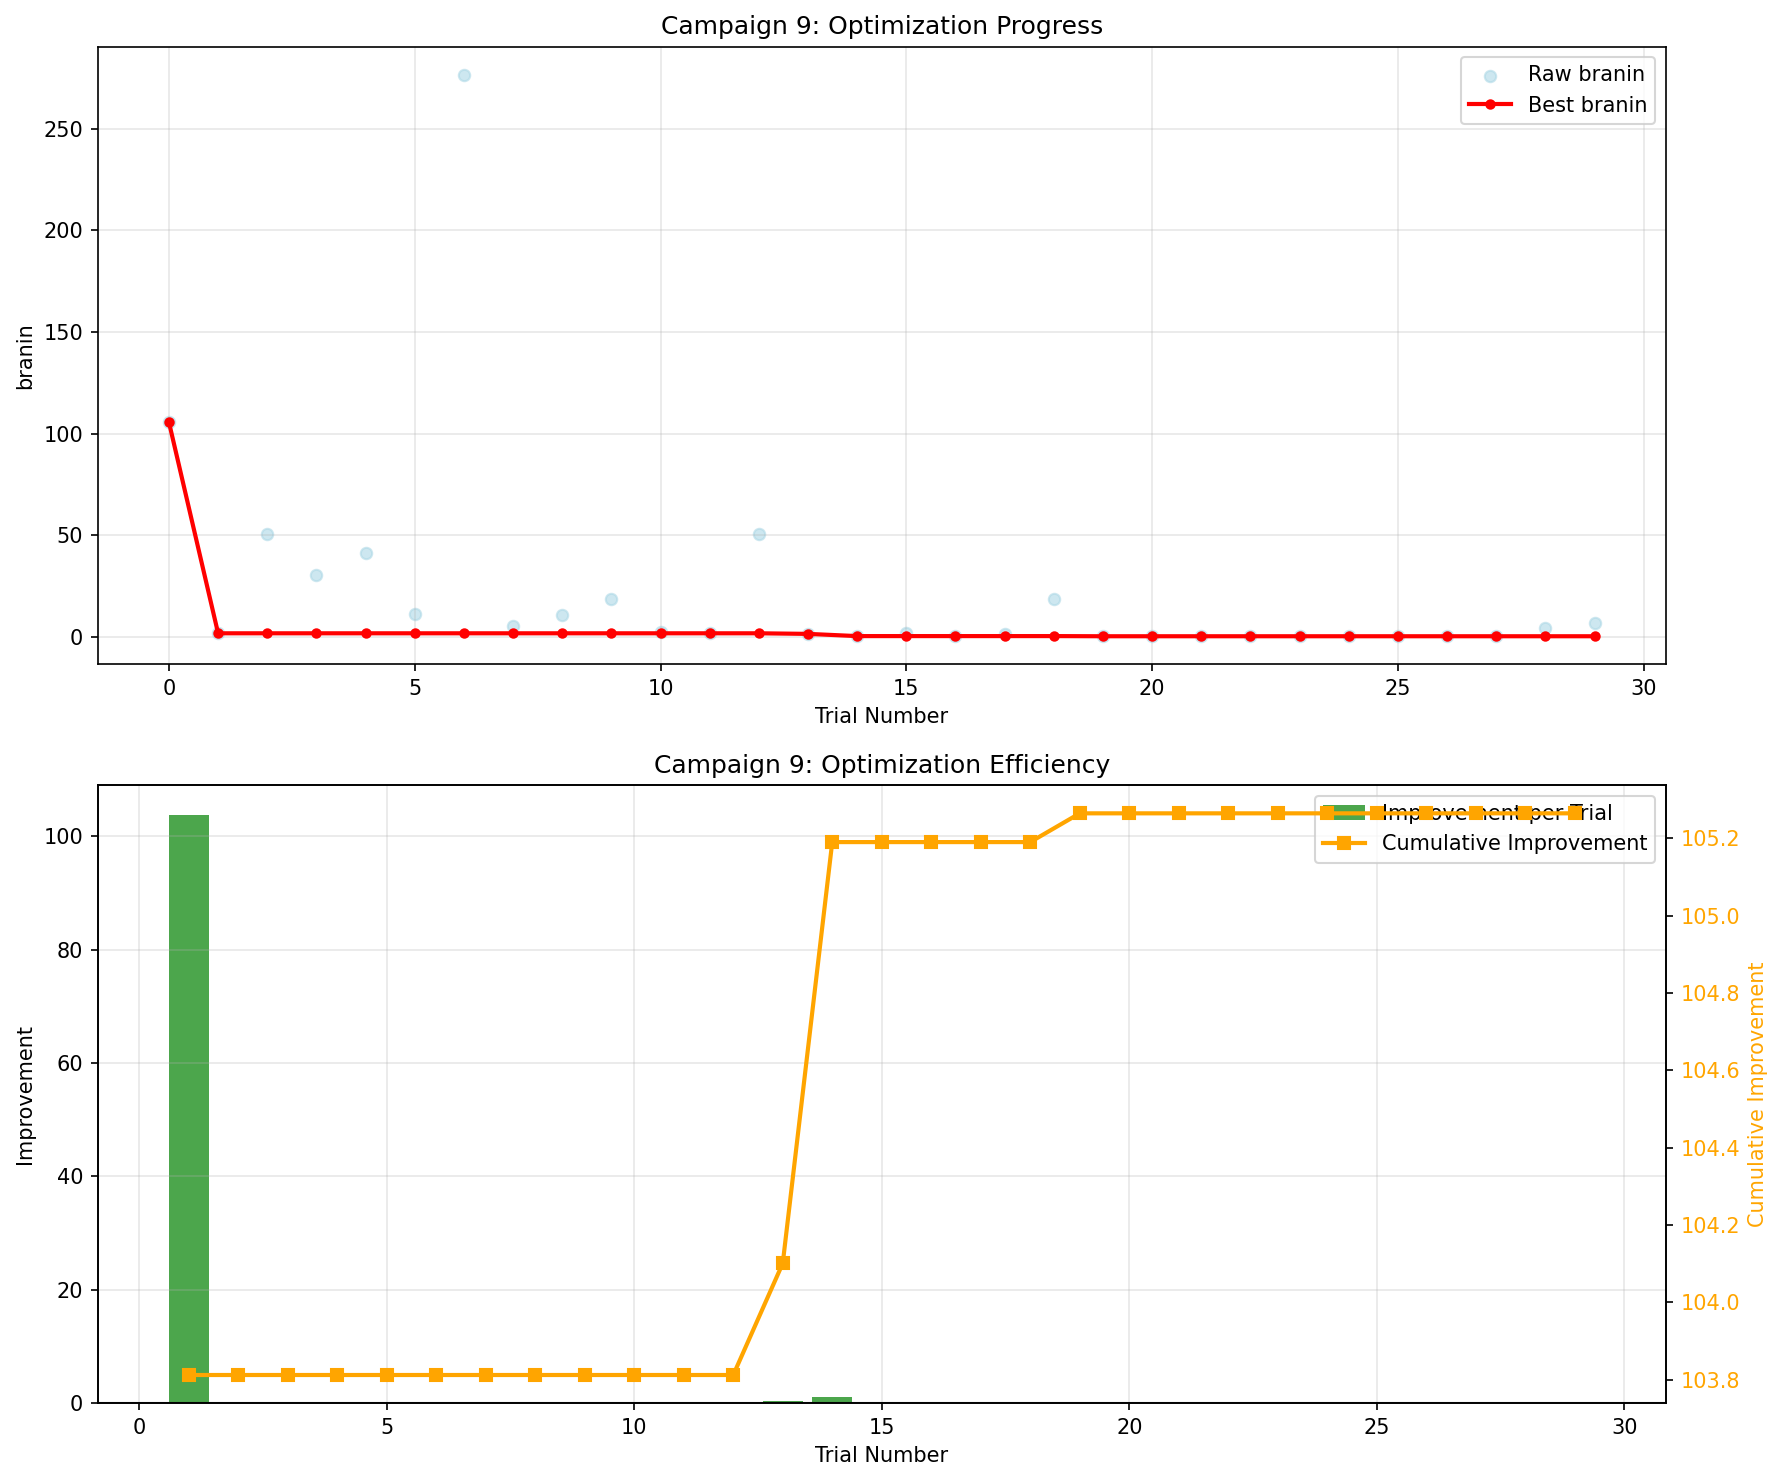 Campaign 9: Optimization Progress
Raw branin
Best branin
250
200
150
100
50
0
branin
0 5 10 15 20 25 30
Trial Number
Campaign 9: Optimization Efficiency
Improvement per Trial
Cumulative Improvement
100
80
60
40
20
0
Improvement
105.2
105.0
104.8
104.6
104.4
104.2
104.0
103.8
Cumulative Improvement
0 5 10 15 20 25 30
Trial Number